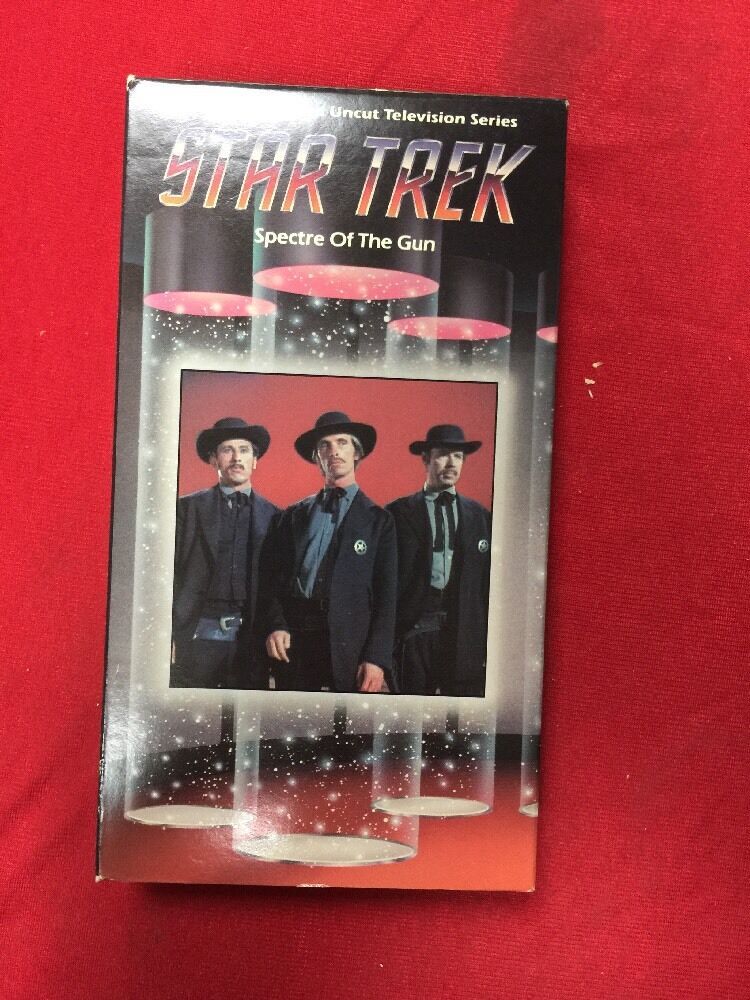 Uncut Television Series
STAR TREK
Spectre Of The Gun